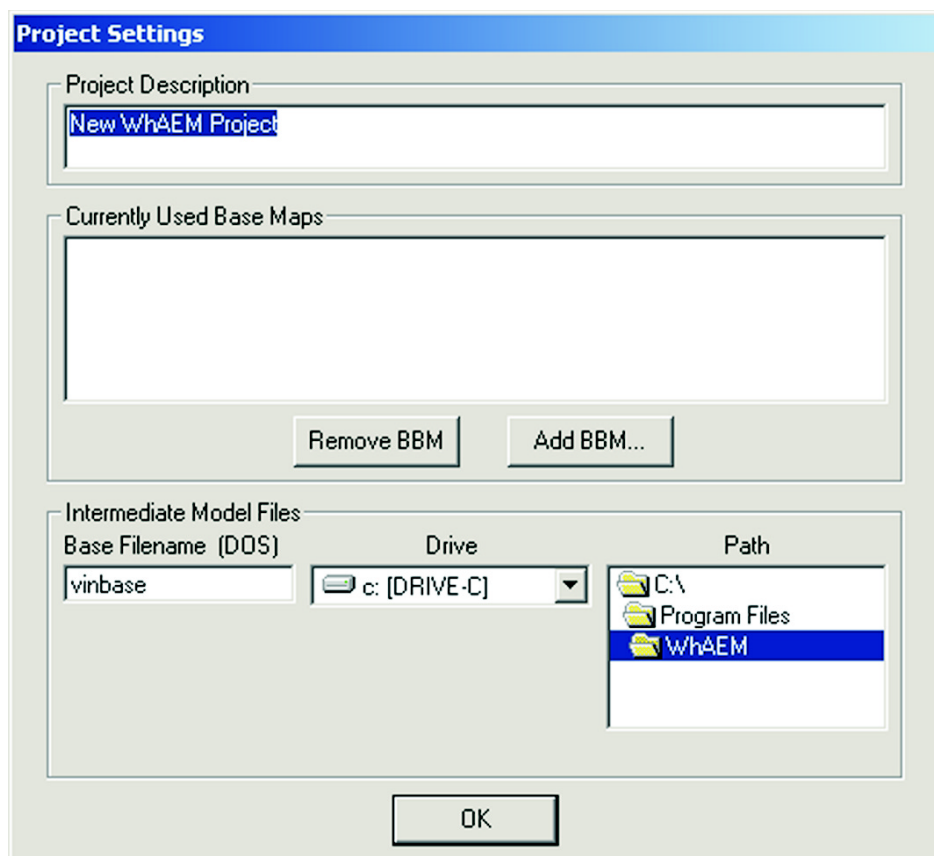 Project Settings
Project Description
New WhAEM Project
Currently Used Base Maps
Remove BBM Add BBM...
Intermediate Model Files
Base Filename (DOS) Drive Path
vinbase c: [DRIVE-C] C:\
Program Files
WhAEM
OK